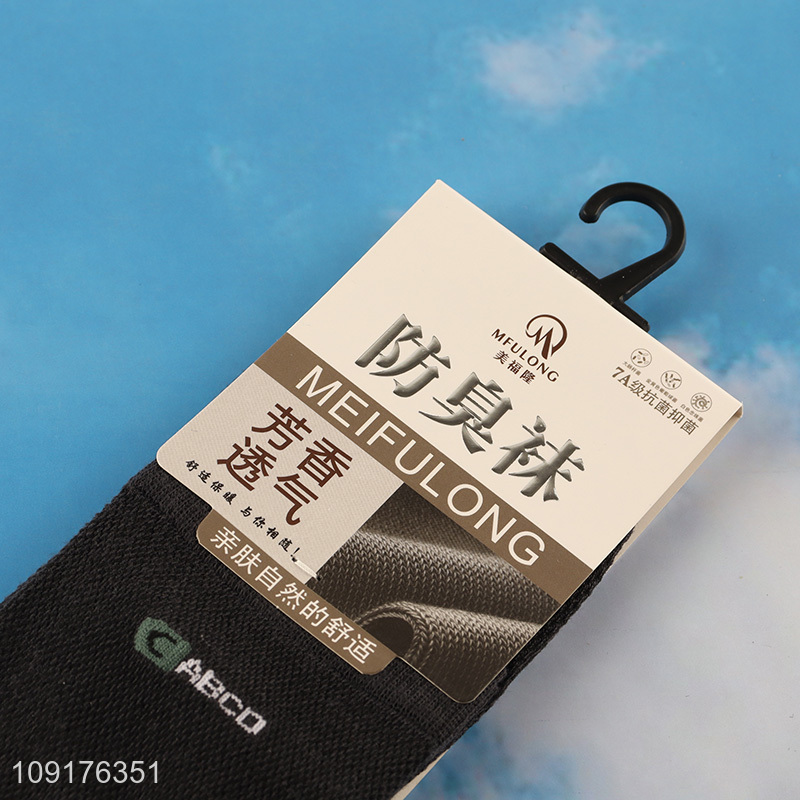 MFULONG
美福隆
7A级抗菌抑菌
防臭袜
MEIFULONG
芳香
透气
舒适保暖 与你相随!
亲肤自然的舒适
ABCD
109176351